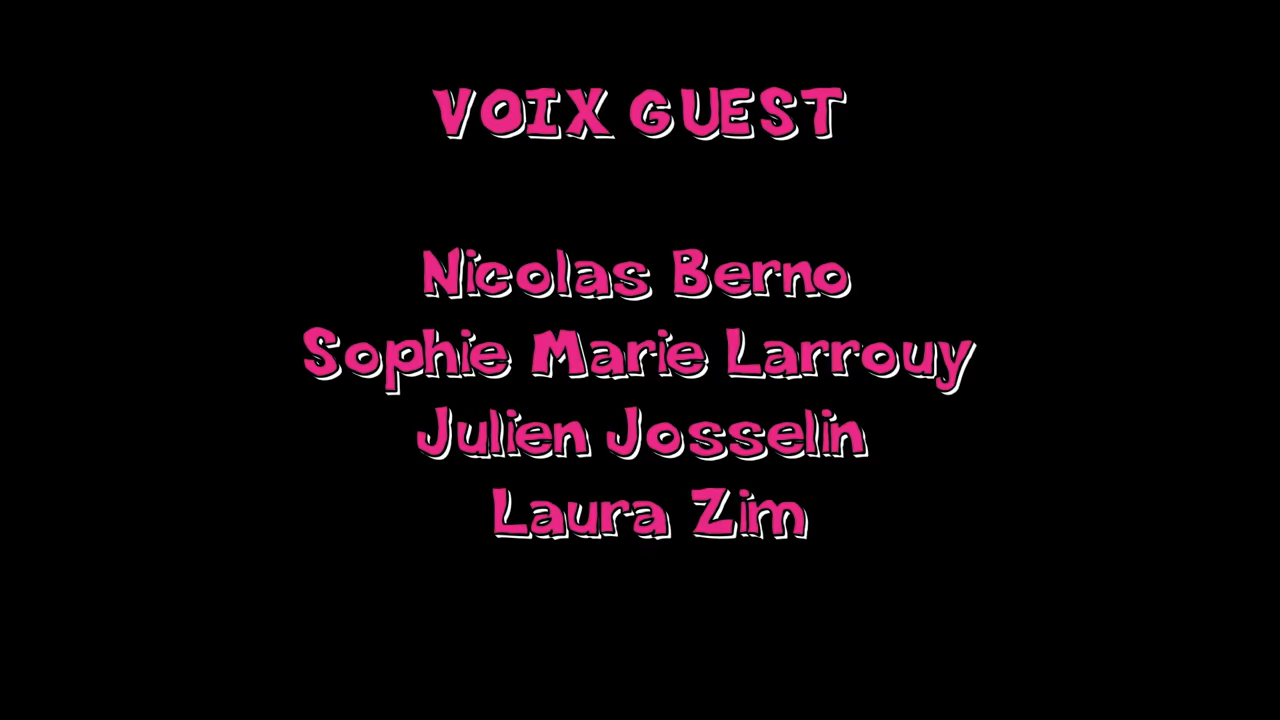 VOIX GUEST
Nicolas Berno
Sophie Marie Larrouy
Julien Josselin
Laura Zim